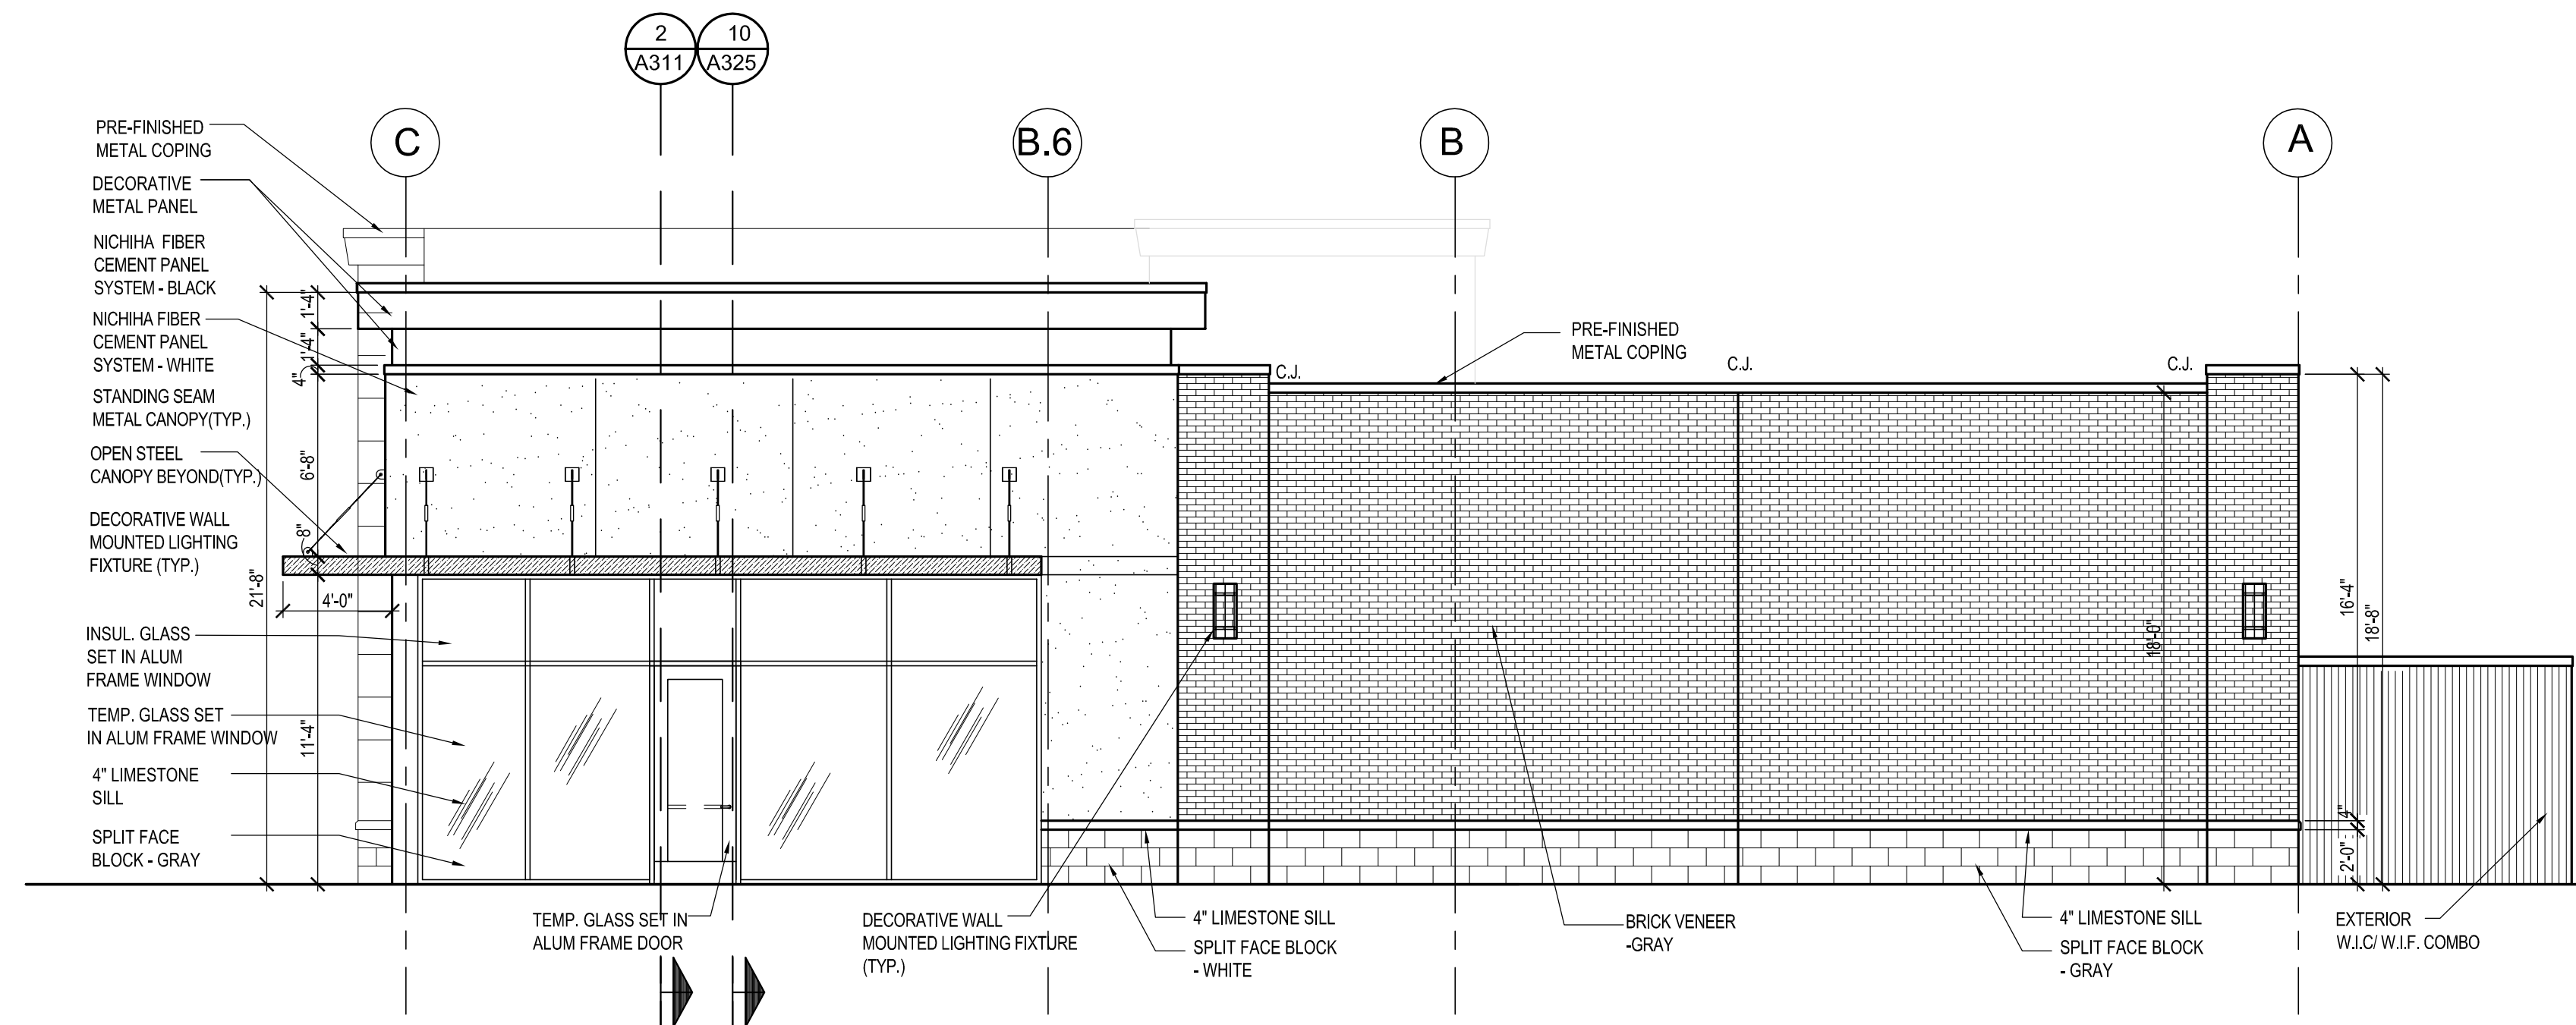 2
A311
10
A325
C
B.6
B
A
PRE-FINISHED
METAL COPING
DECORATIVE
METAL PANEL
NICHIHA FIBER
CEMENT PANEL
SYSTEM - BLACK
NICHIHA FIBER
CEMENT PANEL
SYSTEM - WHITE
STANDING SEAM
METAL CANOPY(TYP.)
OPEN STEEL
CANOPY BEYOND(TYP.)
DECORATIVE WALL
MOUNTED LIGHTING
FIXTURE (TYP.)
INSUL. GLASS
SET IN ALUM
FRAME WINDOW
TEMP. GLASS SET
IN ALUM FRAME WINDOW
4" LIMESTONE
SILL
SPLIT FACE
BLOCK - GRAY
21'-8"
1'-4"
1'-4"
4"
6'-8"
8"
4'-0"
11'-4"
PRE-FINISHED
METAL COPING
C.J.
C.J.
C.J.
18'-0"
16'-4"
18'-8"
4"
2'-0"
TEMP. GLASS SET IN
ALUM FRAME DOOR
DECORATIVE WALL
MOUNTED LIGHTING FIXTURE
(TYP.)
4" LIMESTONE SILL
SPLIT FACE BLOCK
- WHITE
BRICK VENEER
-GRAY
4" LIMESTONE SILL
SPLIT FACE BLOCK
- GRAY
EXTERIOR
W.I.C/ W.I.F. COMBO